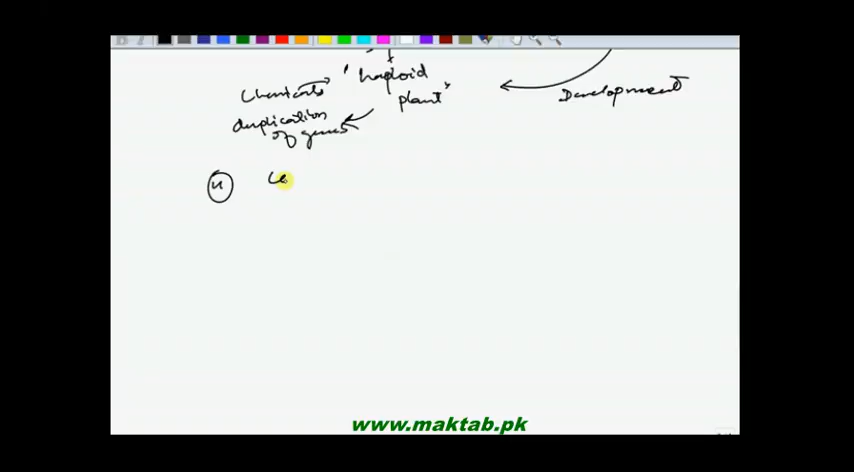 "haploid
plant"
Chemicals
duplication
of genes
Development
www.maktab.pk